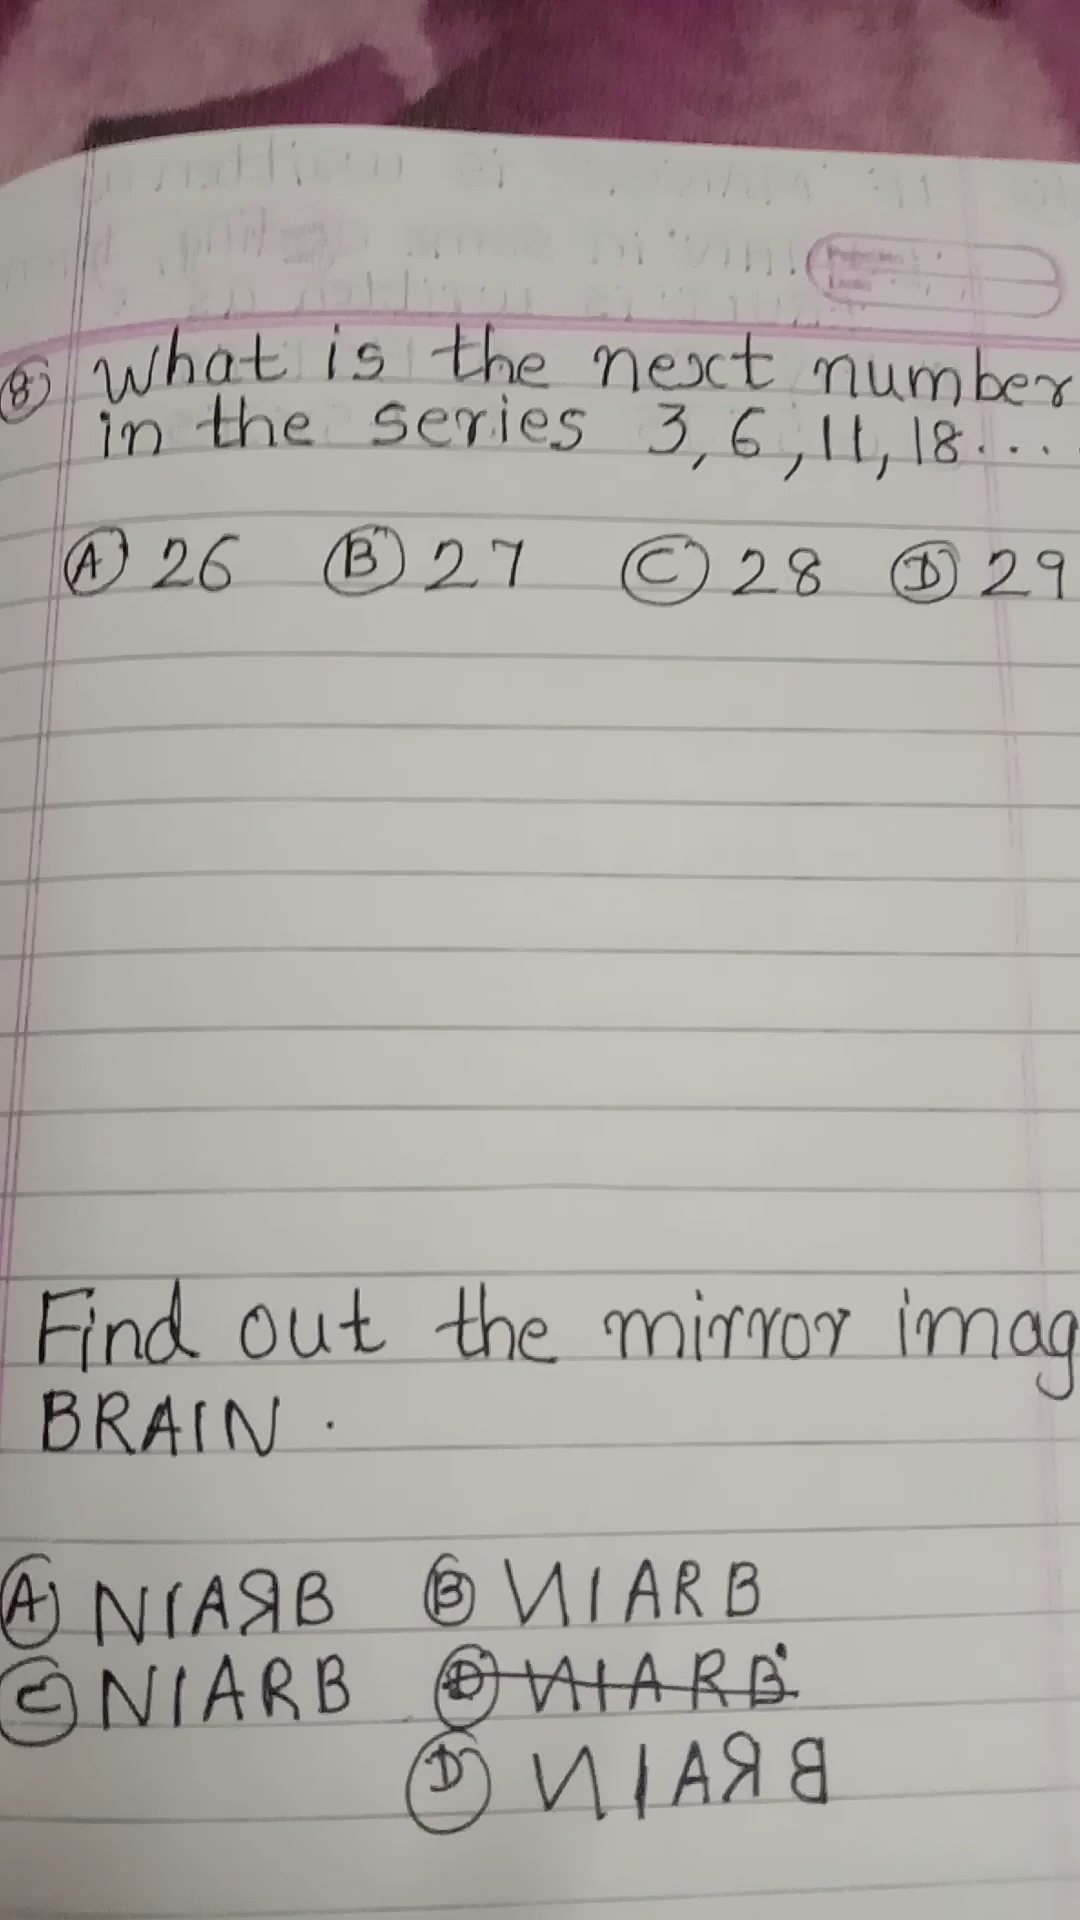 8) What is the next number
in the series 3, 6, 11, 18...
A) 26 B) 27 C) 28 D) 29
Find out the mirror imag
BRAIN.
A) NIAЯB B) ИIARB
C) NIARB D) ИIARB
D) ИIAЯB